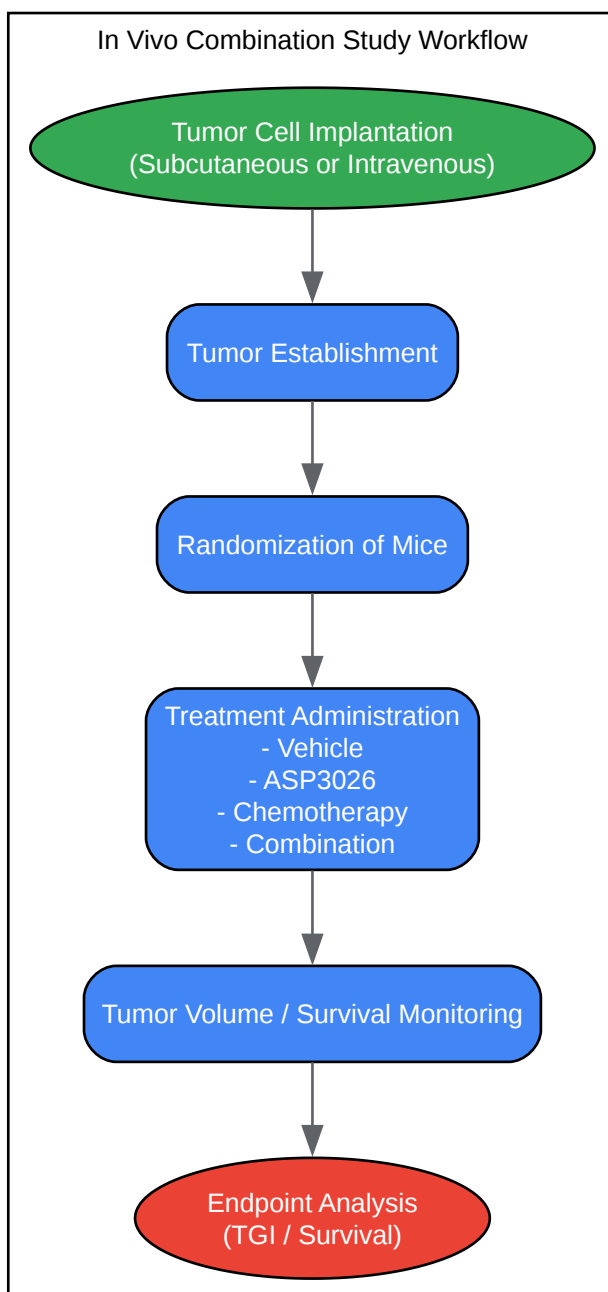 In Vivo Combination Study Workflow
Tumor Cell Implantation
(Subcutaneous or Intravenous)
Tumor Establishment
Randomization of Mice
Treatment Administration
- Vehicle
- ASP3026
- Chemotherapy
- Combination
Tumor Volume / Survival Monitoring
Endpoint Analysis
(TGI / Survival)